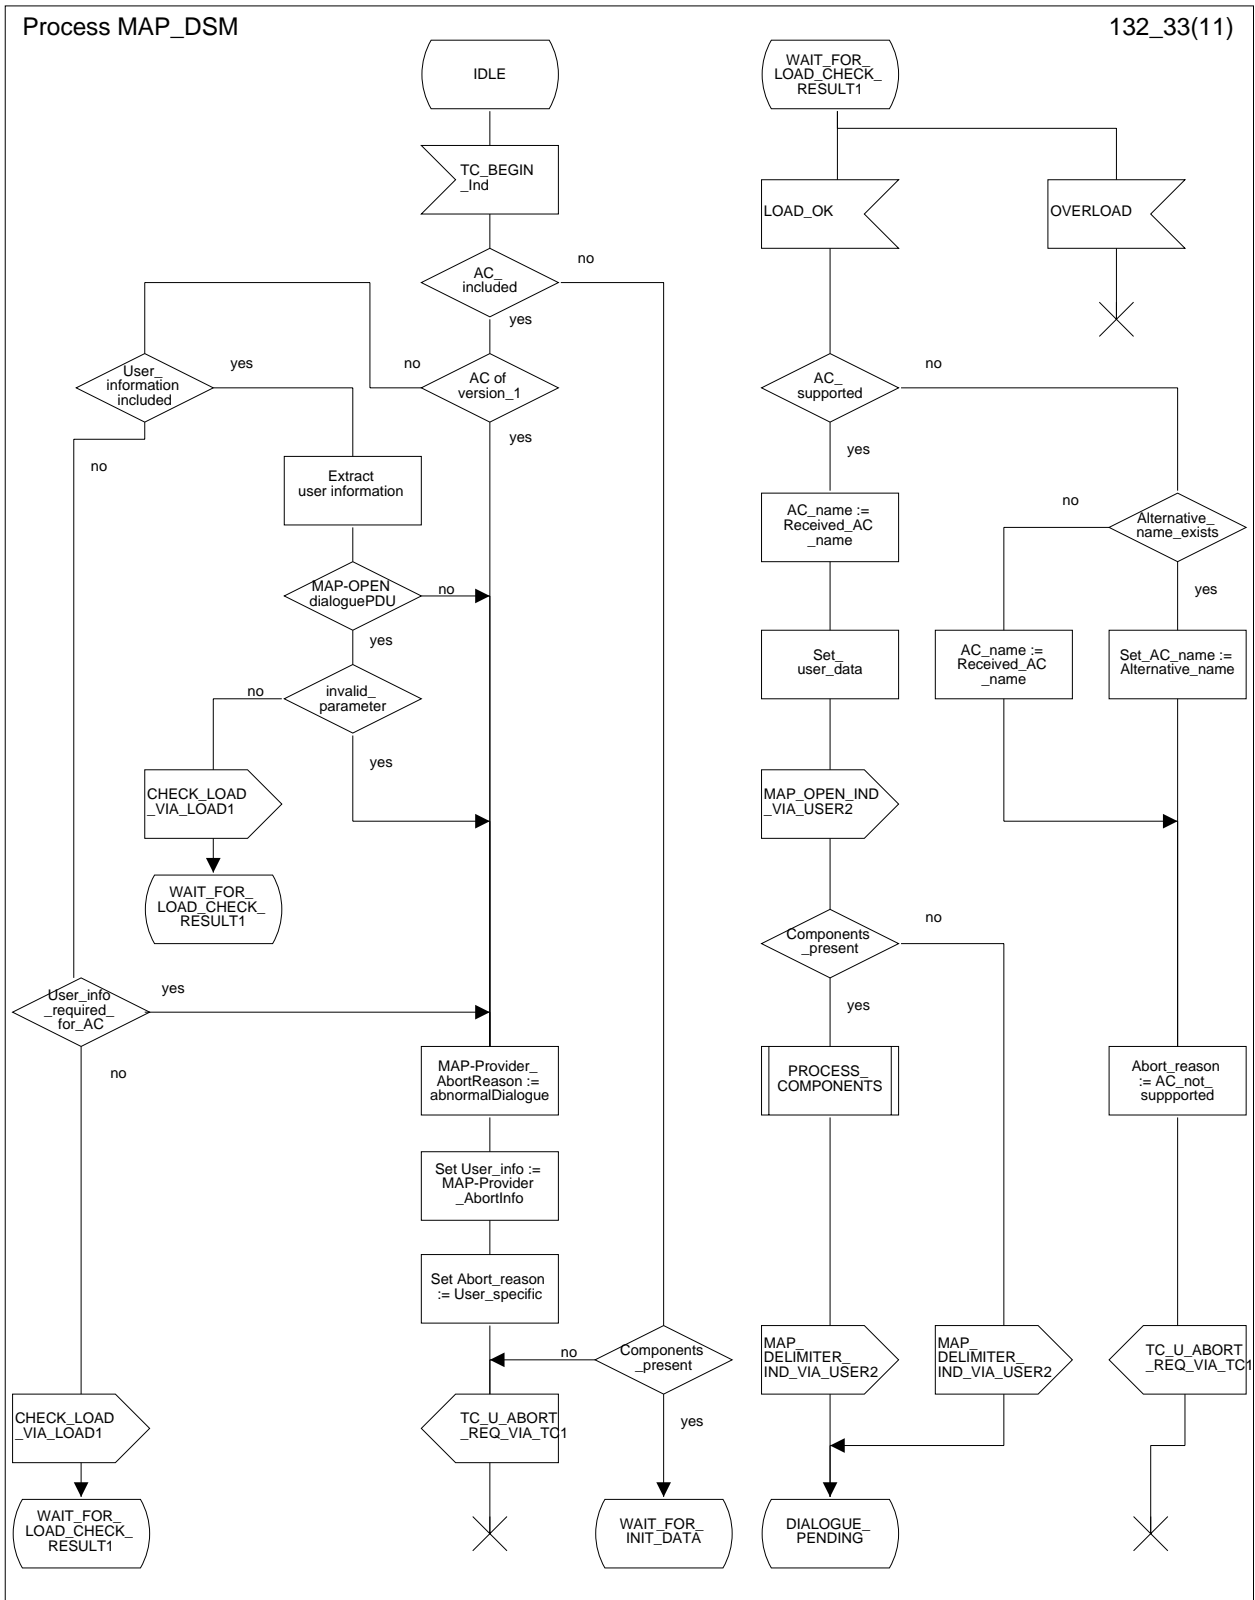 Process MAP_DSM
132_33(11)
IDLE
TC_BEGIN
_Ind
AC_
included
no
yes
AC of
version_1
no
yes
User_
information
included
yes
no
Extract
user information
MAP-OPEN
dialoguePDU
no
yes
invalid_
parameter
no
yes
CHECK_LOAD
_VIA_LOAD1
WAIT_FOR_
LOAD_CHECK_
RESULT1
User_info
_required_
for_AC
yes
no
MAP-Provider_
AbortReason :=
abnormalDialogue
Set User_info :=
MAP-Provider
_AbortInfo
Set Abort_reason
:= User_specific
Components
_present
no
yes
TC_U_ABORT
_REQ_VIA_TC1
CHECK_LOAD
_VIA_LOAD1
WAIT_FOR_
LOAD_CHECK_
RESULT1
WAIT_FOR_
INIT_DATA
WAIT_FOR_
LOAD_CHECK_
RESULT1
LOAD_OK
OVERLOAD
AC_
supported
no
yes
AC_name :=
Received_AC
_name
Alternative_
name_exists
no
yes
Set_
user_data
AC_name :=
Received_AC
_name
Set_AC_name :=
Alternative_name
MAP_OPEN_IND
_VIA_USER2
Components
_present
no
yes
PROCESS_
COMPONENTS
Abort_reason
:= AC_not_
suppported
MAP_
DELIMITER_
IND_VIA_USER2
MAP_
DELIMITER_
IND_VIA_USER2
TC_U_ABORT
_REQ_VIA_TC1
DIALOGUE_
PENDING